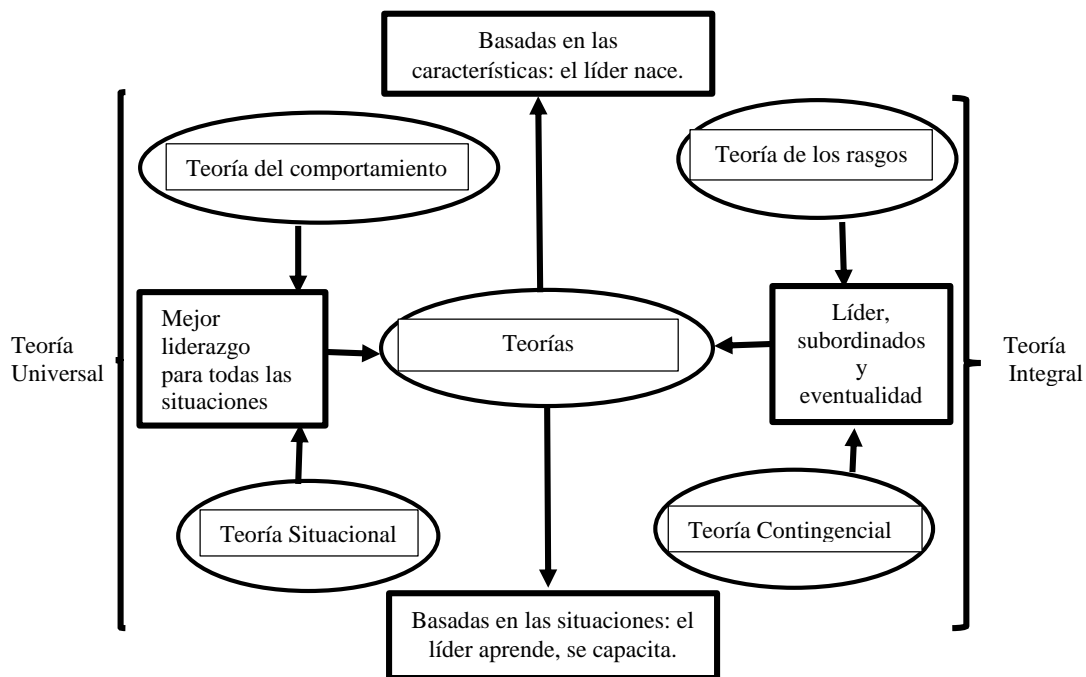 Basadas en las
características: el líder nace.
Teoría del comportamiento
Teoría de los rasgos
Teoría
Universal
Mejor
liderazgo
para todas las
situaciones
Teorías
Líder,
subordinados
y
eventualidad
Teoría
Integral
Teoría Situacional
Teoría Contingencial
Basadas en las situaciones: el
líder aprende, se capacita.